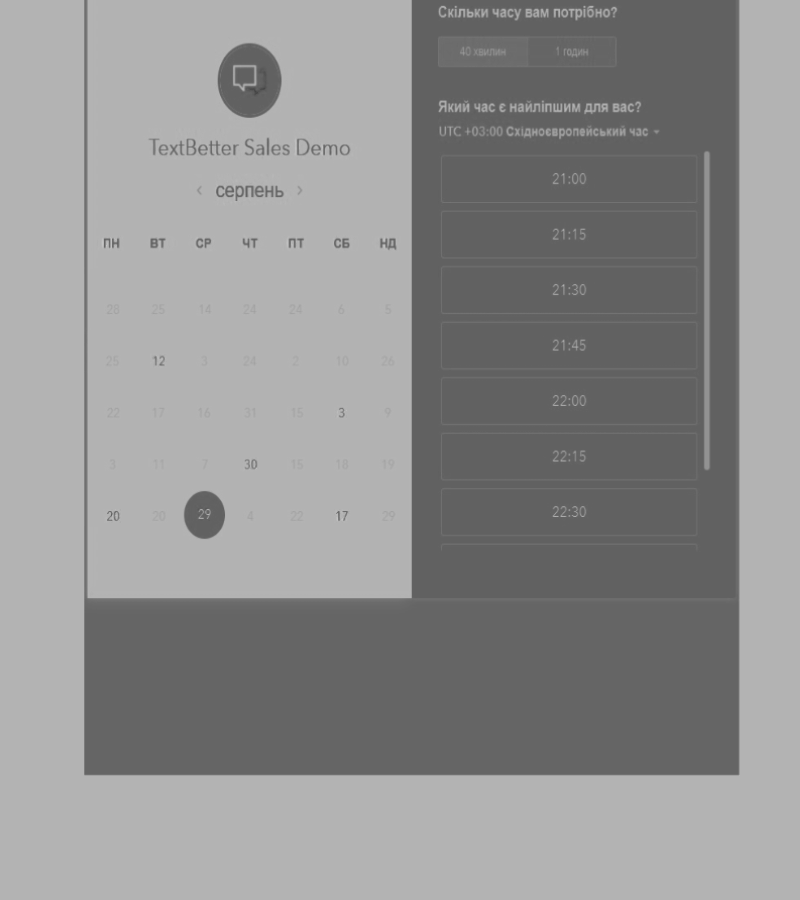 TextBetter Sales Demo
серпень
ПН ВТ СР ЧТ ПТ СБ НД
28 25 14 24 24 6 5
25 12 3 24 2 10 26
22 17 16 31 15 3 9
3 11 7 30 15 18 19
20 20 29 4 22 17 29
Скільки часу вам потрібно?
40 хвилин 1 годин
Який час є найліпшим для вас?
UTC +03:00 Східноєвропейський час
21:00
21:15
21:30
21:45
22:00
22:15
22:30